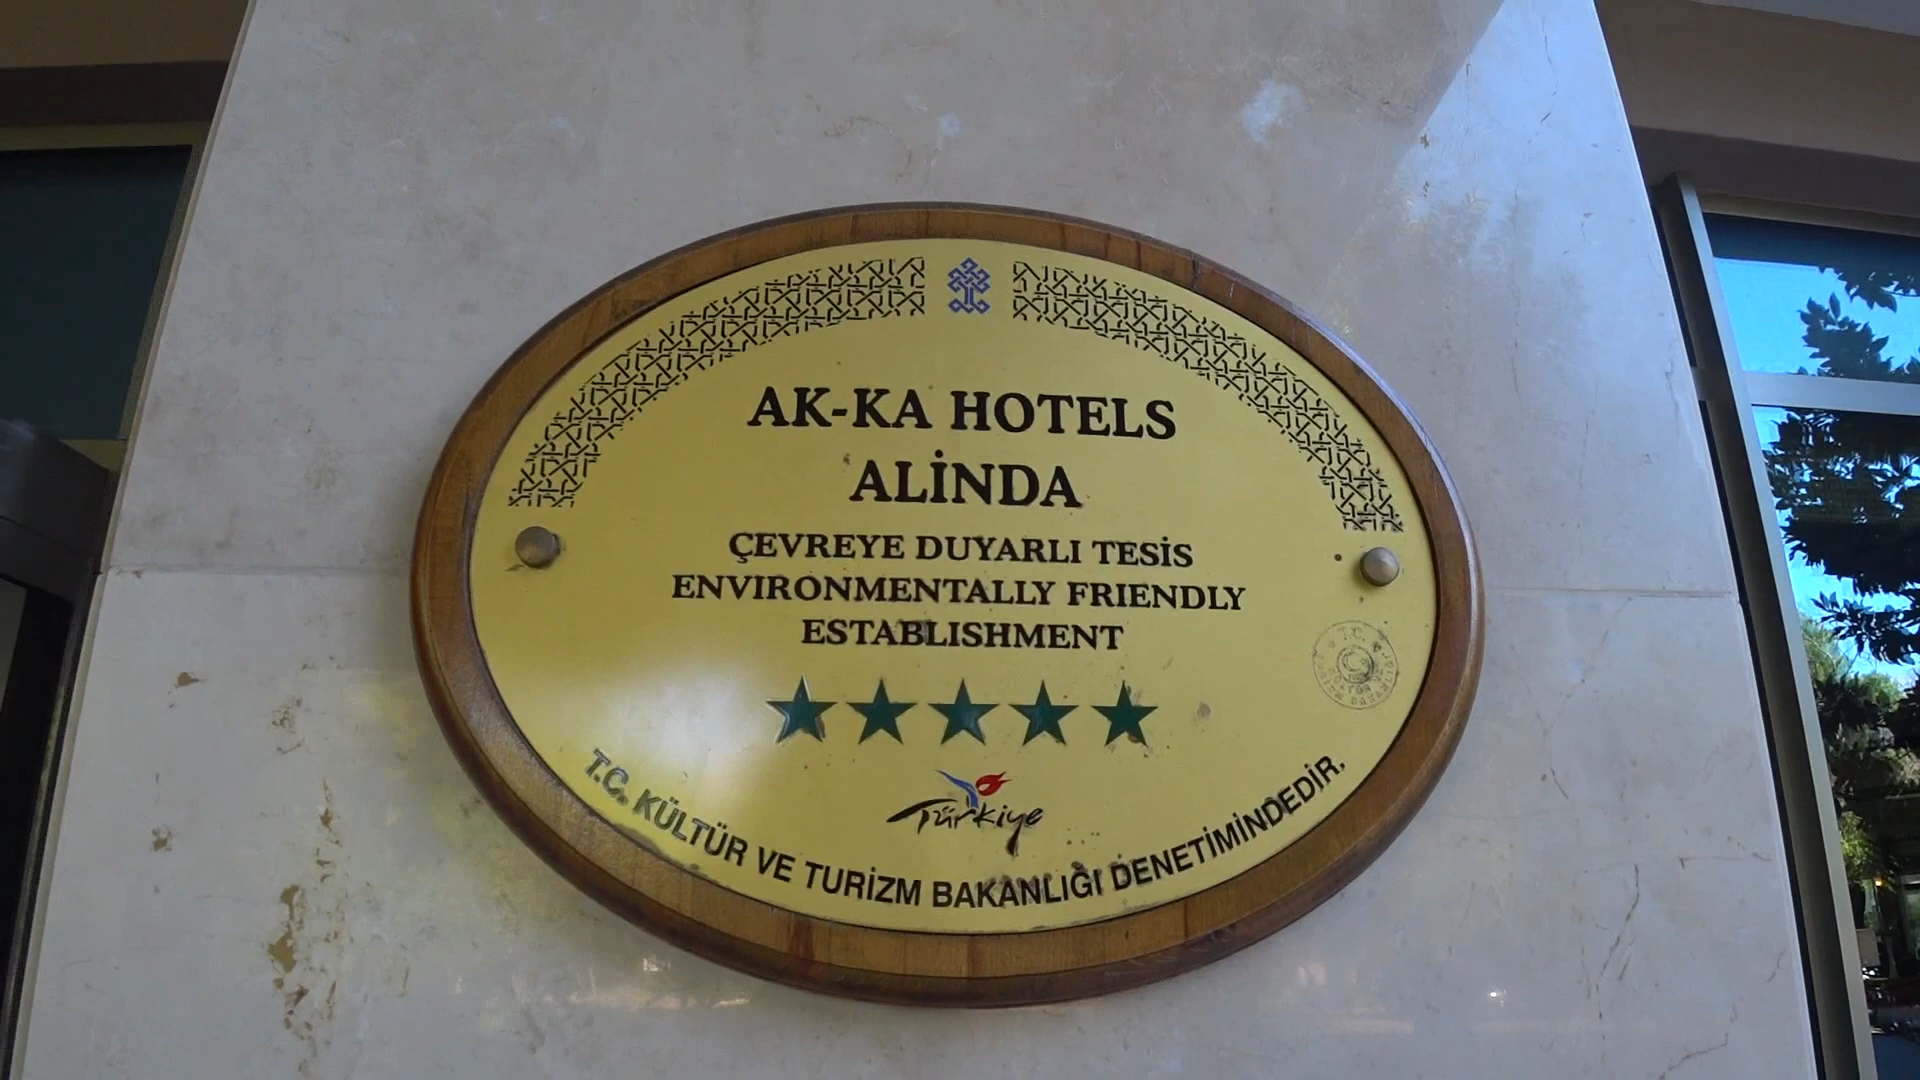 AK-KA HOTELS
ALİNDA
ÇEVREYE DUYARLI TESİS
ENVIRONMENTALLY FRIENDLY
ESTABLISHMENT
Türkiye
T.C. KÜLTÜR VE TURİZM BAKANLIĞI DENETİMİNDEDİR.